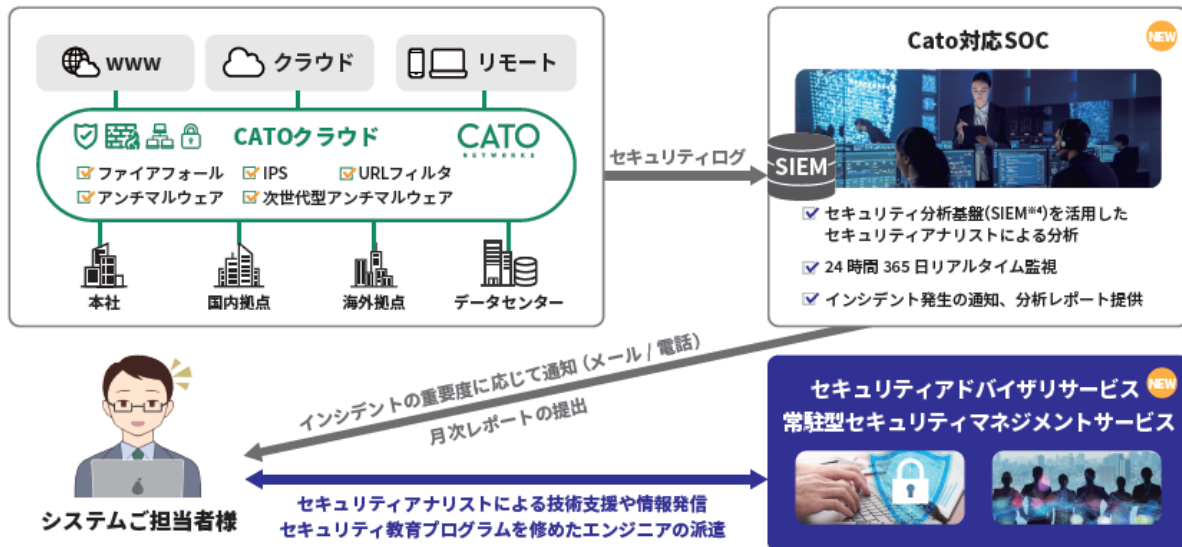 www
クラウド
リモート
CATOクラウド
CATO
NETWORKS
ファイアフォール
IPS
URLフィルタ
アンチマルウェア
次世代型アンチマルウェア
本社
国内拠点
海外拠点
データセンター
セキュリティログ
Cato対応SOC
NEW
SIEM
セキュリティ分析基盤(SIEM※4)を活用した
セキュリティアナリストによる分析
24時間365日リアルタイム監視
インシデント発生の通知、分析レポート提供
インシデントの重要度に応じて通知(メール / 電話)
月次レポートの提出
システムご担当者様
セキュリティアナリストによる技術支援や情報発信
セキュリティ教育プログラムを修めたエンジニアの派遣
セキュリティアドバイザリサービス
NEW
常駐型セキュリティマネジメントサービス